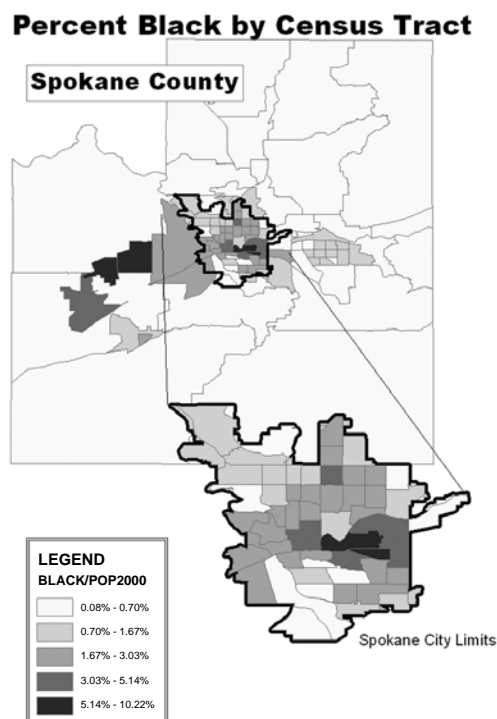 Percent Black by Census Tract
Spokane County
LEGEND
BLACK/POP2000
0.08% - 0.70%
0.70% - 1.67%
1.67% - 3.03%
3.03% - 5.14%
5.14% - 10.22%
Spokane City Limits